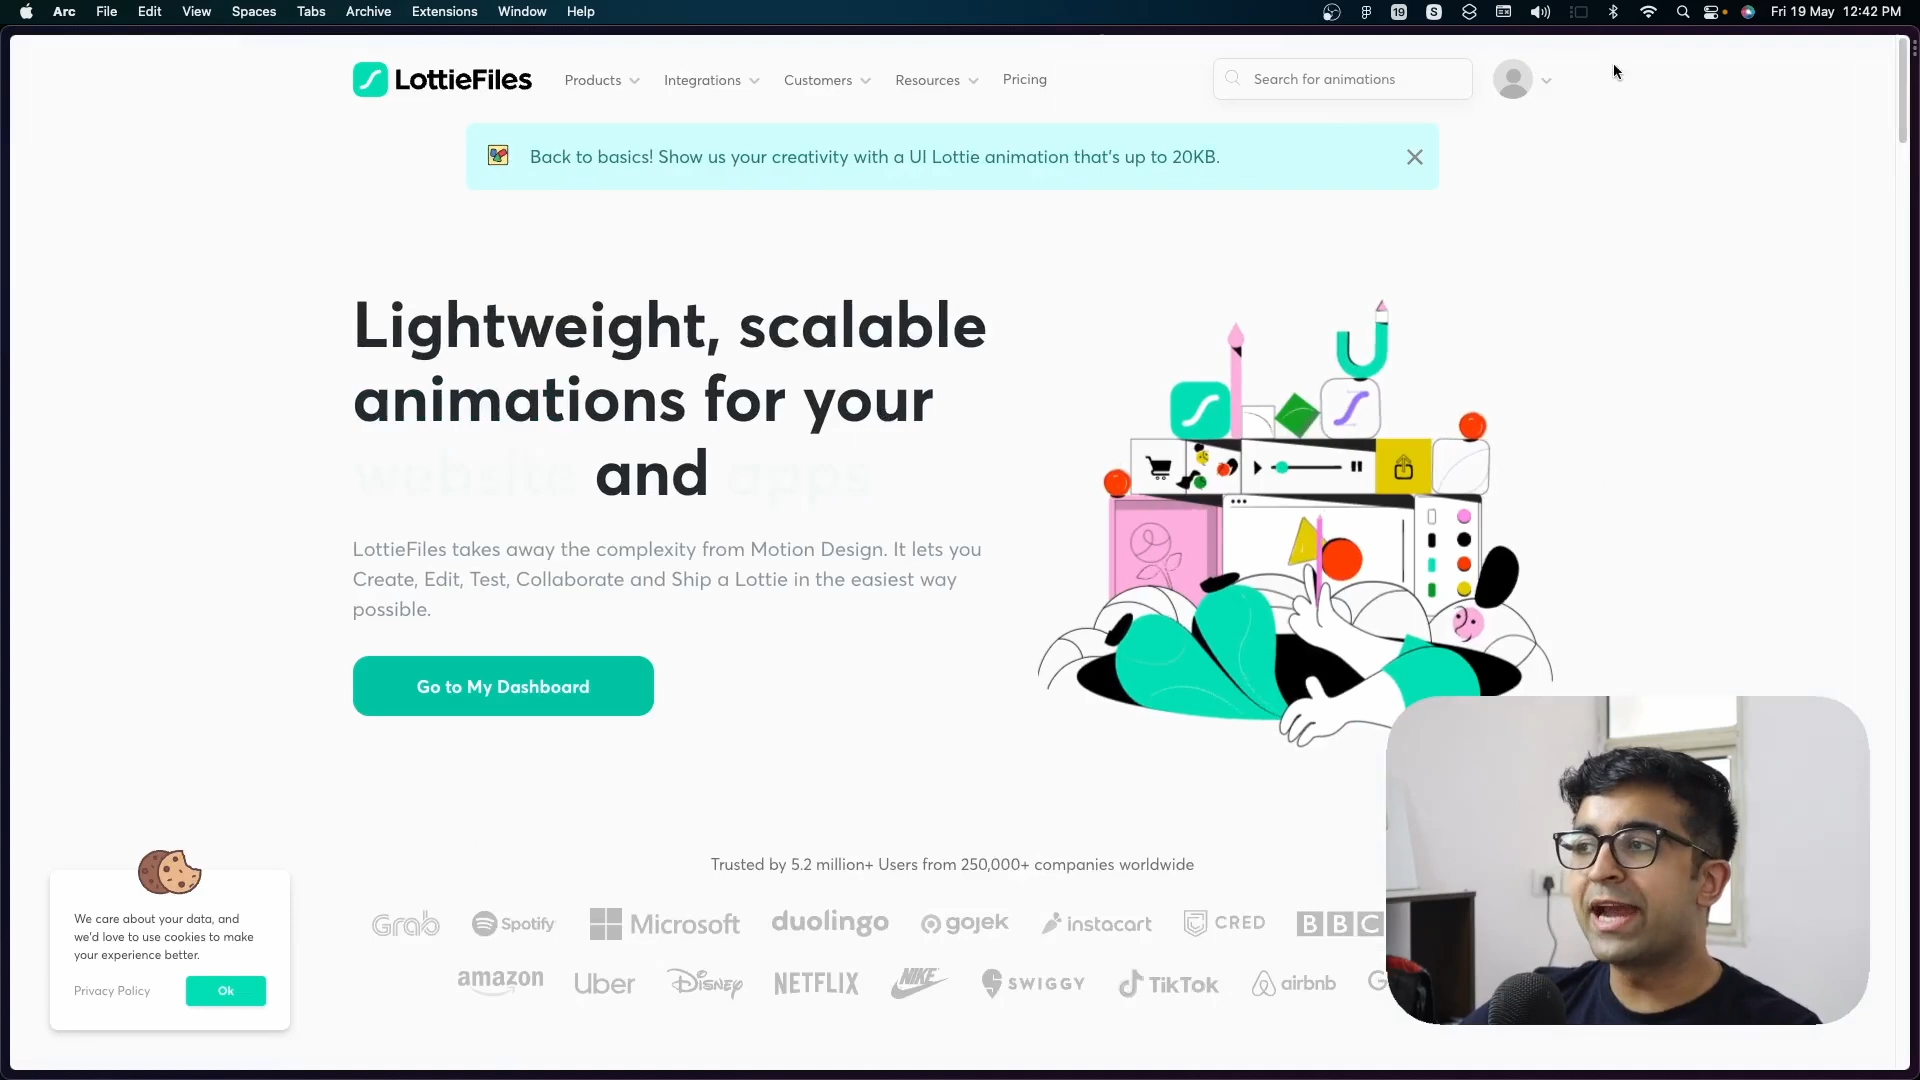 Arc File Edit View Spaces Tabs Archive Extensions Window Help 19 S Fri 19 May 12:42 PM
LottieFiles Products Integrations Customers Resources Pricing Search for animations
Back to basics! Show us your creativity with a UI Lottie animation that's up to 20KB.
Lightweight, scalable
animations for your
website and apps
LottieFiles takes away the complexity from Motion Design. It lets you
Create, Edit, Test, Collaborate and Ship a Lottie in the easiest way
possible.
Go to My Dashboard
Trusted by 5.2 million+ Users from 250,000+ companies worldwide
Grab Spotify Microsoft duolingo gojek instacart CRED BBC
amazon Uber Disney NETFLIX NIKE SWIGGY TikTok airbnb G
We care about your data, and
we'd love to use cookies to make
your experience better.
Privacy Policy Ok